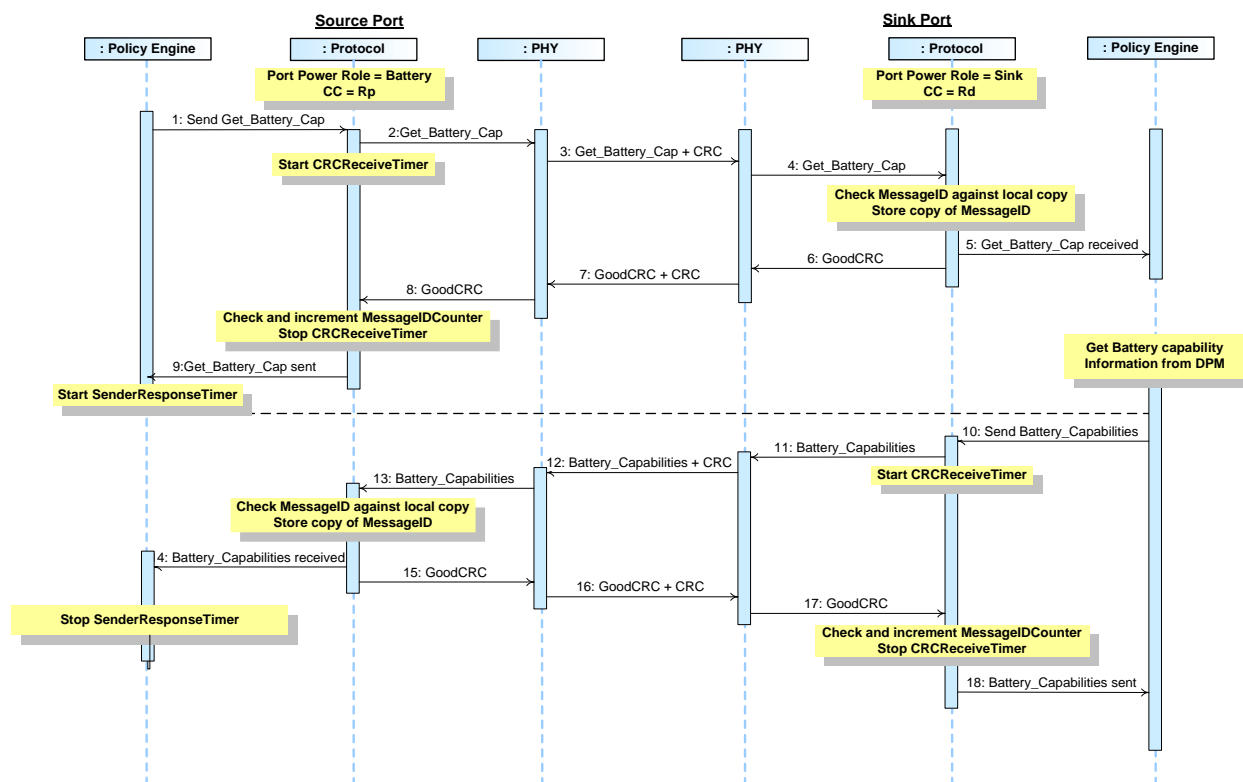 Source Port
Sink Port
: Policy Engine
: Protocol
: PHY
: PHY
: Protocol
: Policy Engine
Port Power Role = Battery
CC = Rp
Port Power Role = Sink
CC = Rd
1: Send Get_Battery_Cap
2:Get_Battery_Cap
Start CRCReceiveTimer
3: Get_Battery_Cap + CRC
4: Get_Battery_Cap
Check MessageID against local copy
Store copy of MessageID
5: Get_Battery_Cap received
6: GoodCRC
7: GoodCRC + CRC
8: GoodCRC
Check and increment MessageIDCounter
Stop CRCReceiveTimer
9:Get_Battery_Cap sent
Start SenderResponseTimer
Get Battery capability
Information from DPM
10: Send Battery_Capabilities
11: Battery_Capabilities
Start CRCReceiveTimer
12: Battery_Capabilities + CRC
13: Battery_Capabilities
Check MessageID against local copy
Store copy of MessageID
4: Battery_Capabilities received
15: GoodCRC
16: GoodCRC + CRC
Stop SenderResponseTimer
17: GoodCRC
Check and increment MessageIDCounter
Stop CRCReceiveTimer
18: Battery_Capabilities sent